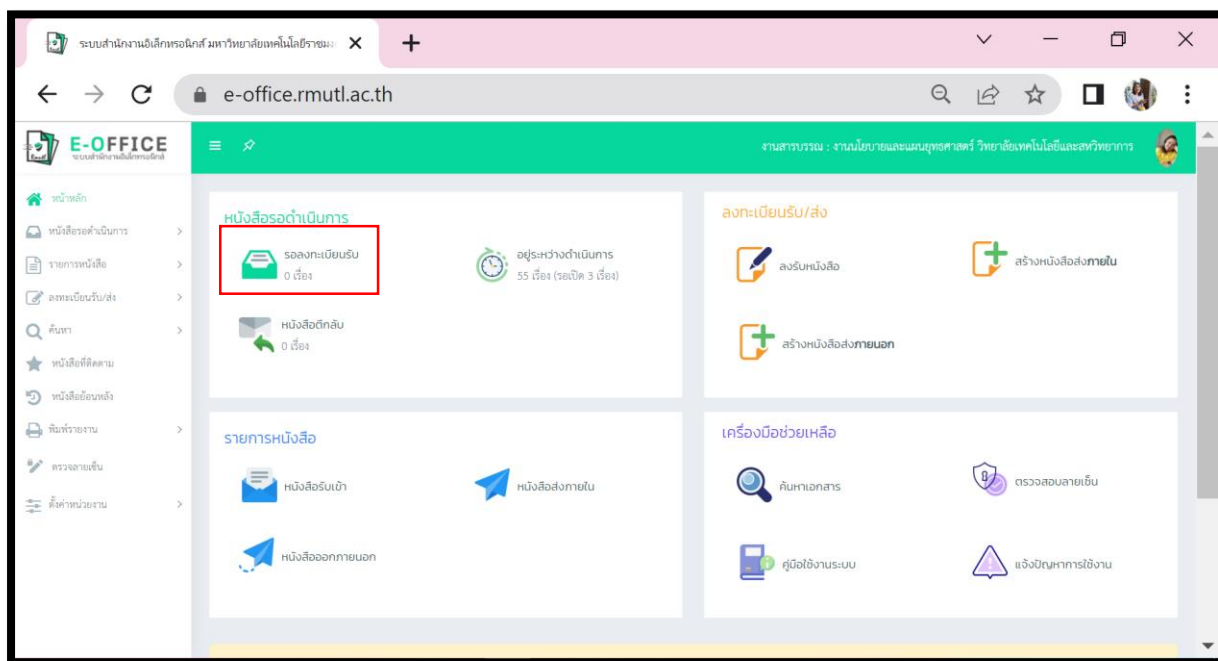 ระบบสำนักงานอิเล็กทรอนิกส์ มหาวิทยาลัยเทคโนโลยีราชมง
e-office.rmutl.ac.th
E-OFFICE
ระบบสำนักงานอิเล็กทรอนิกส์
งานสารบรรณ : งานนโยบายและแผนยุทธศาสตร์ วิทยาลัยเทคโนโลยีและสหวิทยาการ
หน้าหลัก
หนังสือรอดำเนินการ
รายการหนังสือ
ลงทะเบียนรับ/ส่ง
ค้นหา
หนังสือที่ติดตาม
หนังสือย้อนหลัง
พิมพ์รายงาน
ตรวจลายเซ็น
ตั้งค่าหน่วยงาน
หนังสือรอดำเนินการ
รอลงทะเบียนรับ
0 เรื่อง
อยู่ระหว่างดำเนินการ
55 เรื่อง (รอเปิด 3 เรื่อง)
หนังสือตีกลับ
0 เรื่อง
ลงทะเบียนรับ/ส่ง
ลงรับหนังสือ
สร้างหนังสือส่งภายใน
สร้างหนังสือส่งภายนอก
รายการหนังสือ
หนังสือรับเข้า
หนังสือส่งภายใน
หนังสือออกภายนอก
เครื่องมือช่วยเหลือ
ค้นหาเอกสาร
ตรวจสอบลายเซ็น
คู่มือใช้งานระบบ
แจ้งปัญหาการใช้งาน